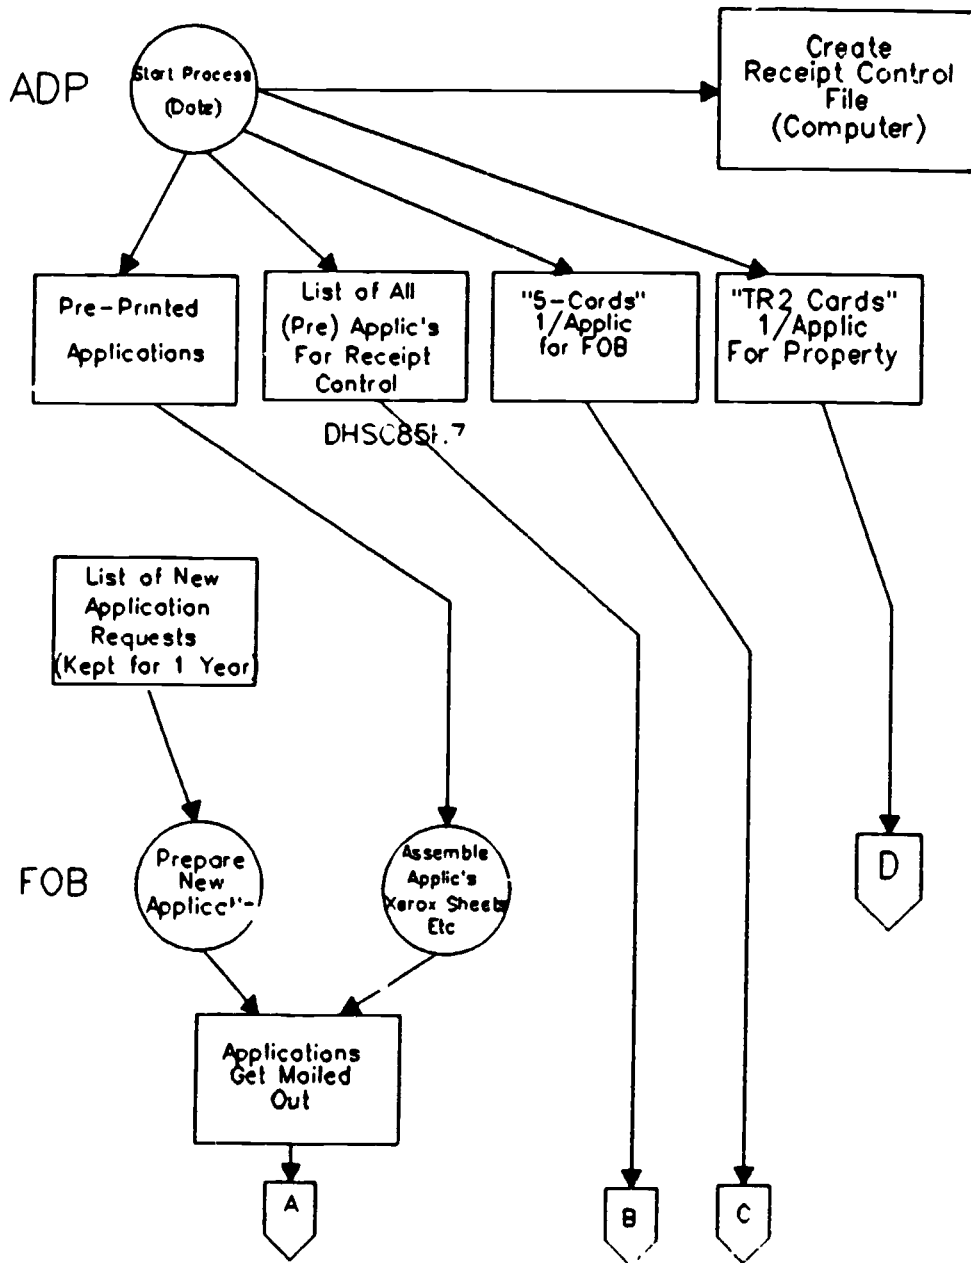 ADP
Start Process
(Date)
Create
Receipt Control
File
(Computer)
Pre-Printed
Applications
List of All
(Pre) Applic's
For Receipt
Control
"5-Cards"
1/Applic
for FOB
"TR2 Cards"
1/Applic
For Property
List of New
Application
Requests
(Kept for 1 Year)
FOB
Prepare
New
Assemble
Applic's
Xerox Sheets
Etc
D
Applications
Get Mailed
Out
A
B
C